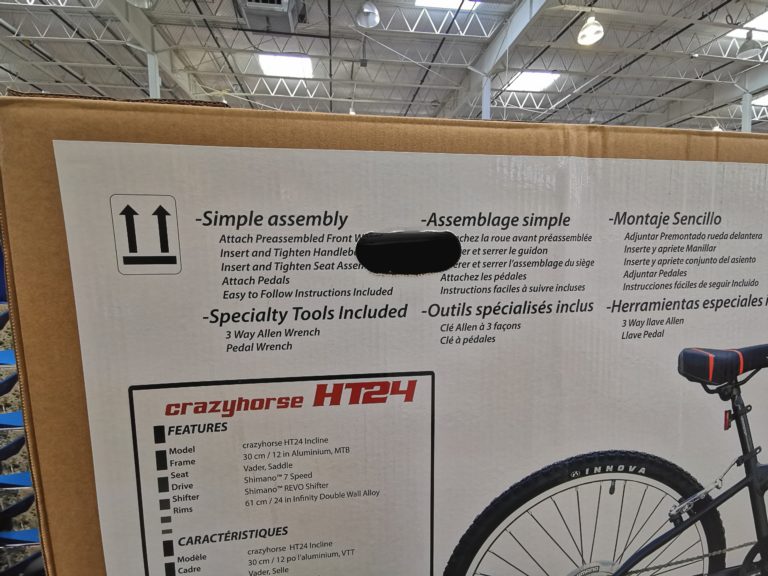 -Simple assembly
Attach Preassembled Front
Insert and Tighten
Insert and Tighten Seat
Attach Pedals
Easy to Follow Instructions Included
-Specialty Tools Included
3 Way Allen Wrench
Pedal Wrench
-Assemblage simple
la roue avant préassemblée
et serrer le guidon
et serrer l'assemblage du siège
Attachez les pédales
Instructions faciles à suivre incluses
-Outils spécialisés inclus
Clé Allen à 3 façons
Clé à pédales
-Montaje Sencillo
Adjuntar Premontado rueda delantera
Inserte y apriete Manillar
Inserte y apriete conjunto del asiento
Adjuntar Pedales
Instrucciones fáciles de seguir Incluido
-Herramientas especiales
3 Way llave Allen
Llave Pedal
crazyhorse HT24
FEATURES
Model crazyhorse HT24 Incline
Frame 30 cm / 12 in Aluminium, MTB
Seat Vader, Saddle
Drive Shimano™ 7 Speed
Shifter Shimano™ REVO Shifter
Rims 61 cm / 24 in Infinity Double Wall Alloy
CARACTÉRISTIQUES
Modèle crazyhorse HT24 Incline
Cadre 30 cm / 12 po l'aluminium, VTT
Vader, Selle
INNOVA